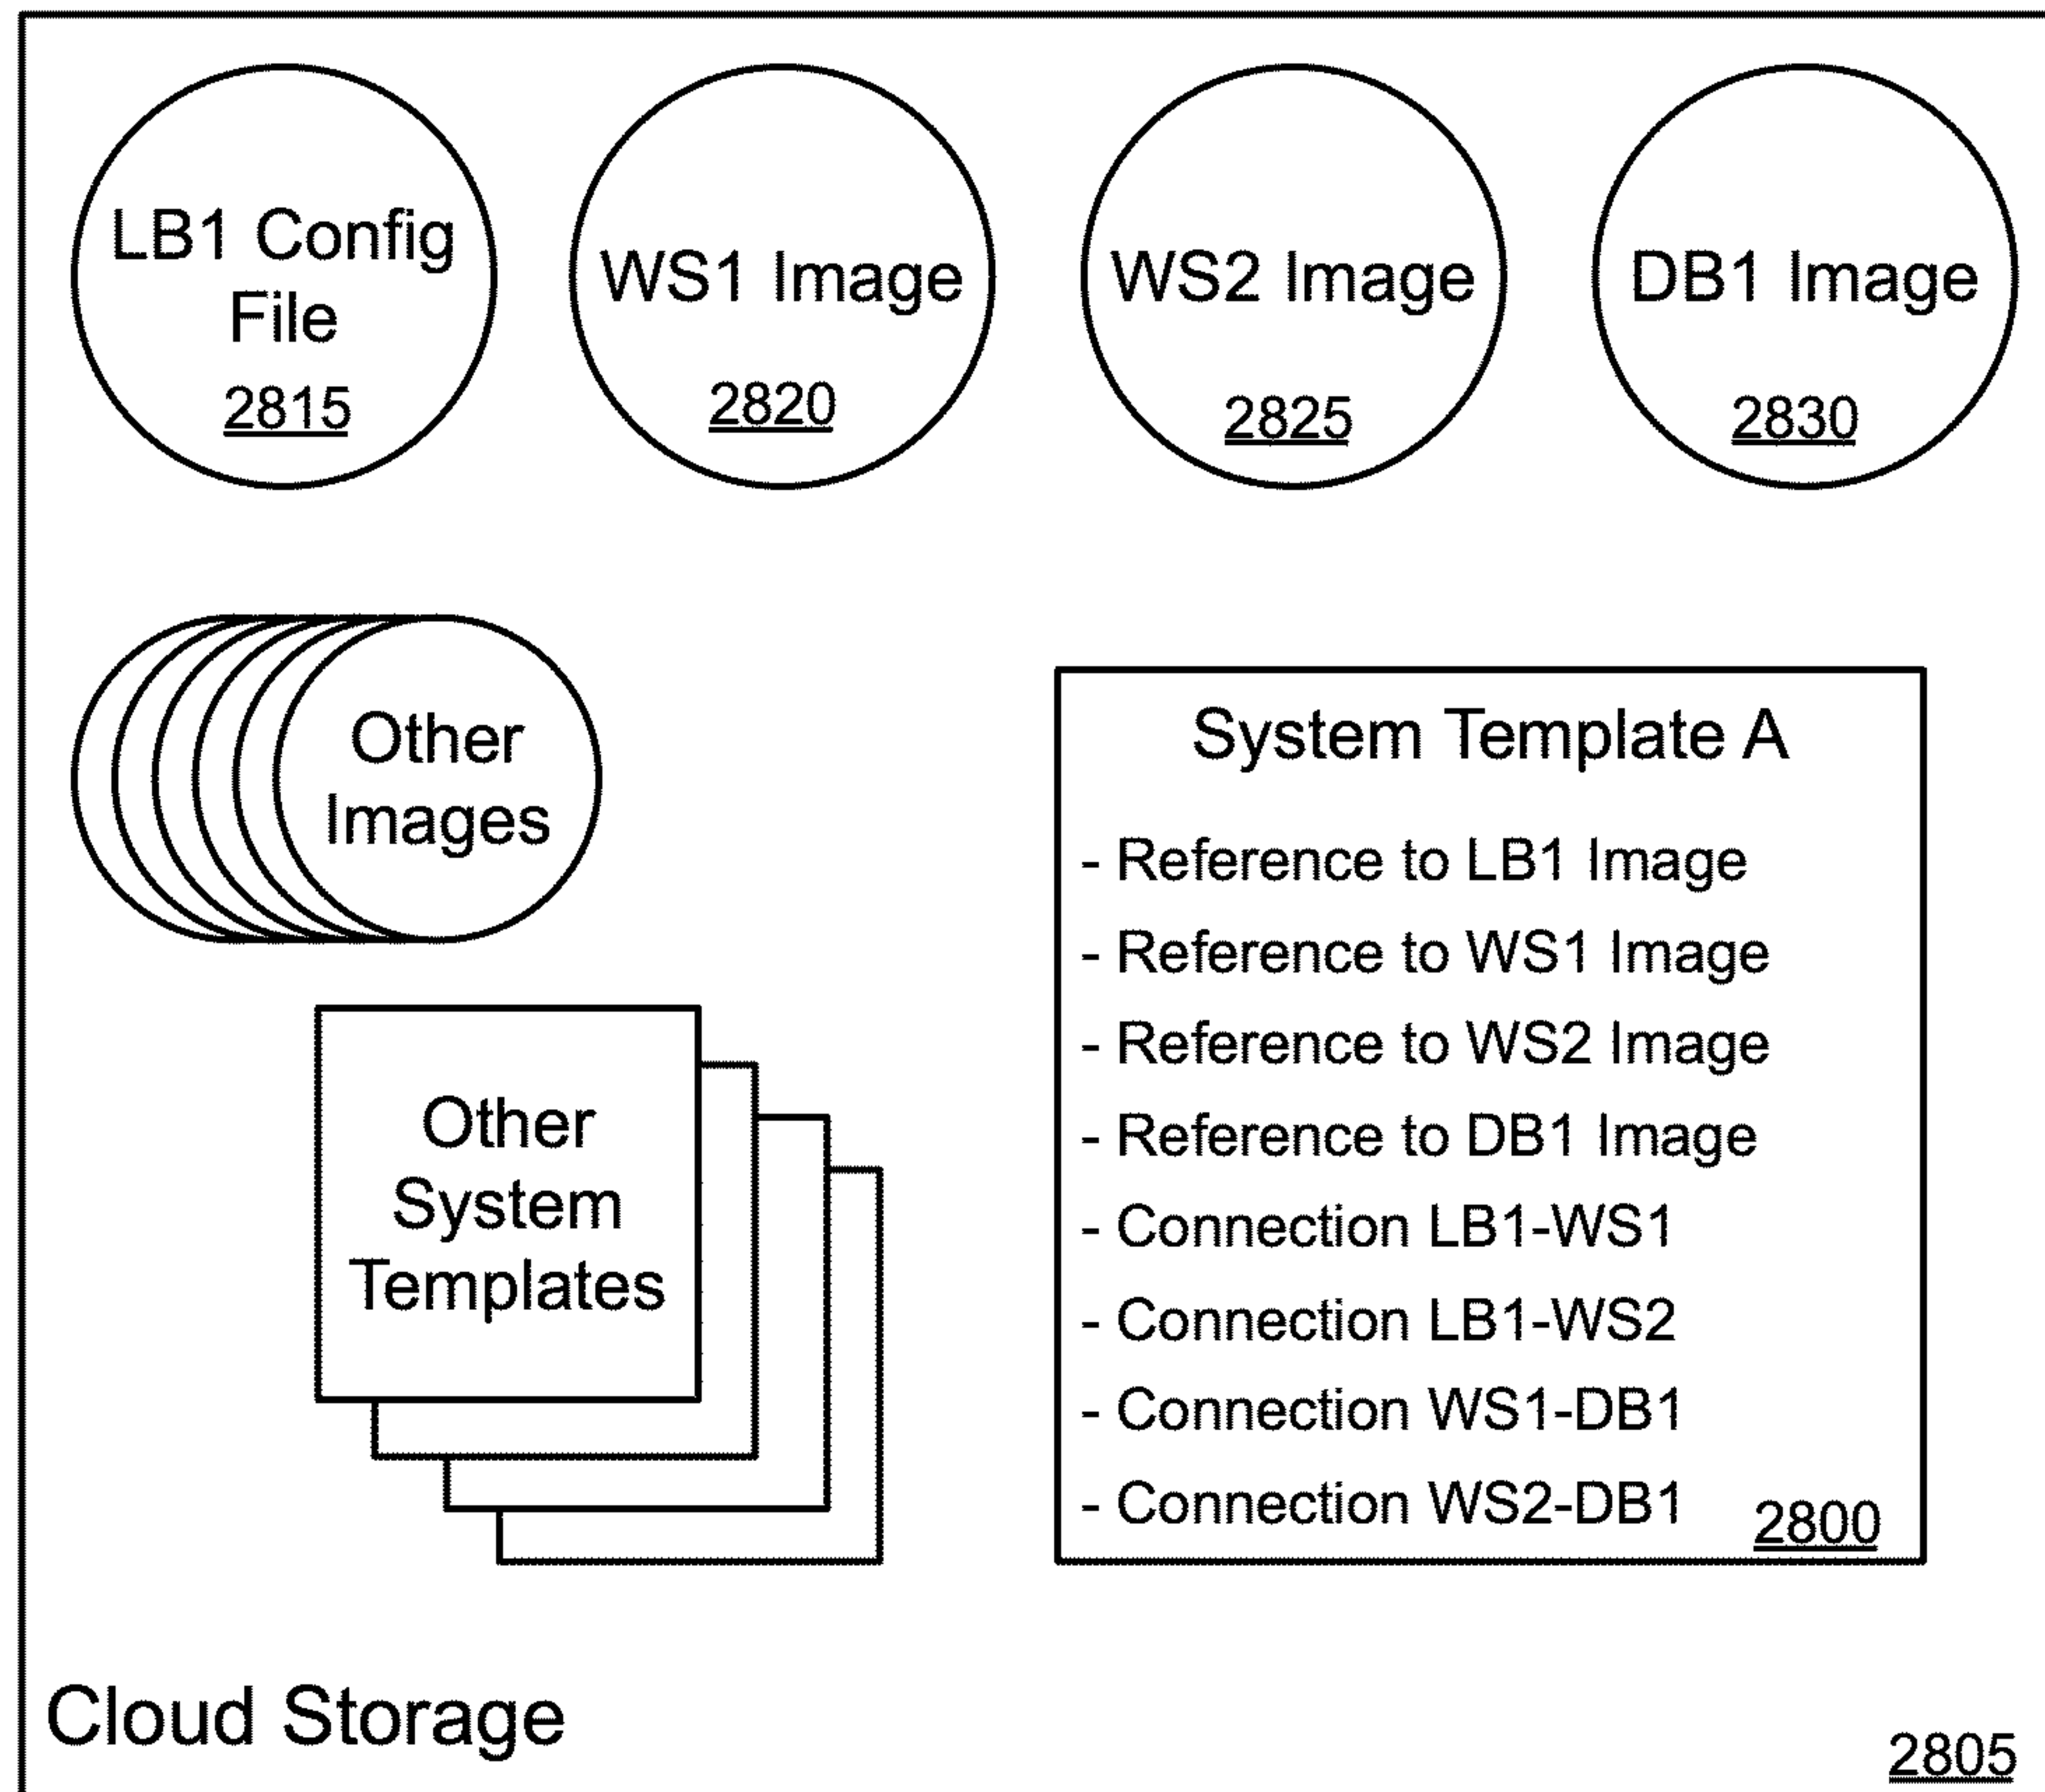 LB1 Config
File
2815
WS1 Image
2820
WS2 Image
2825
DB1 Image
2830
Other
Images
Other
System
Templates
System Template A
- Reference to LB1 Image
- Reference to WS1 Image
- Reference to WS2 Image
- Reference to DB1 Image
- Connection LB1-WS1
- Connection LB1-WS2
- Connection WS1-DB1
- Connection WS2-DB1
2800
Cloud Storage
2805